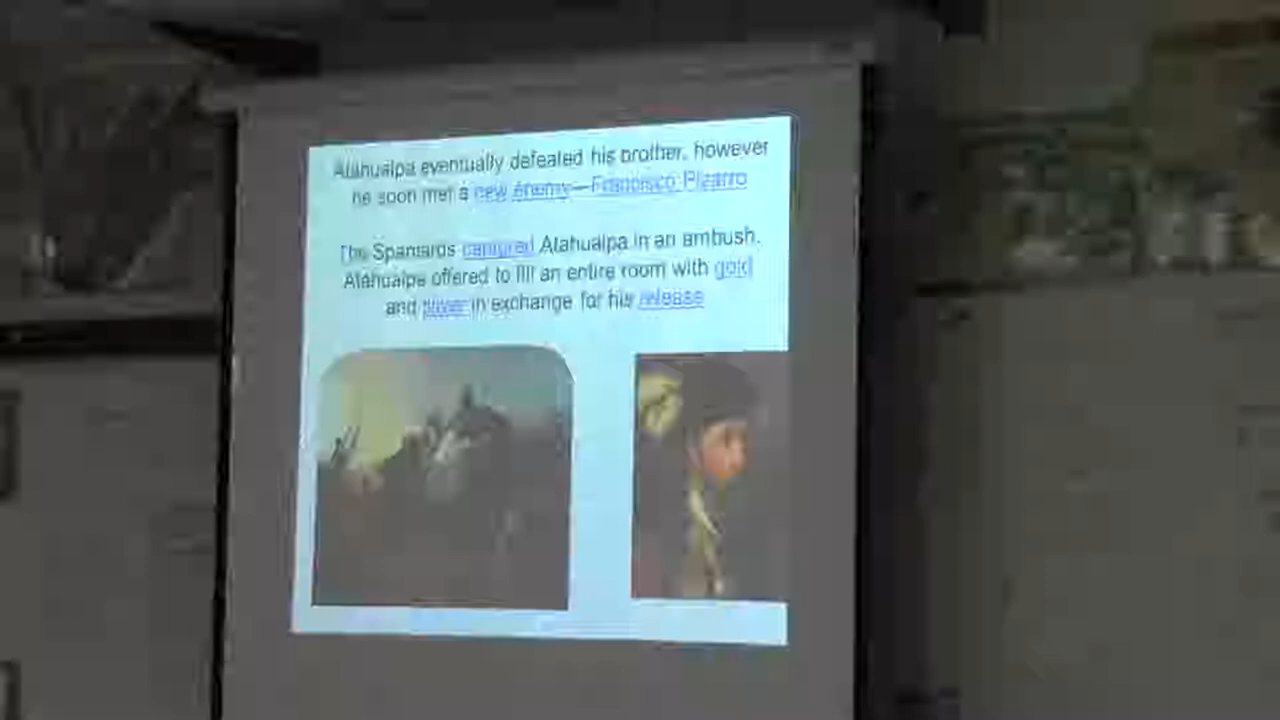 Atahualpa eventually defeated his brother, however
he soon met a new enemy—Francisco Pizarro
The Spaniards captured Atahualpa in an ambush.
Atahualpa offered to fill an entire room with gold
and silver in exchange for his release